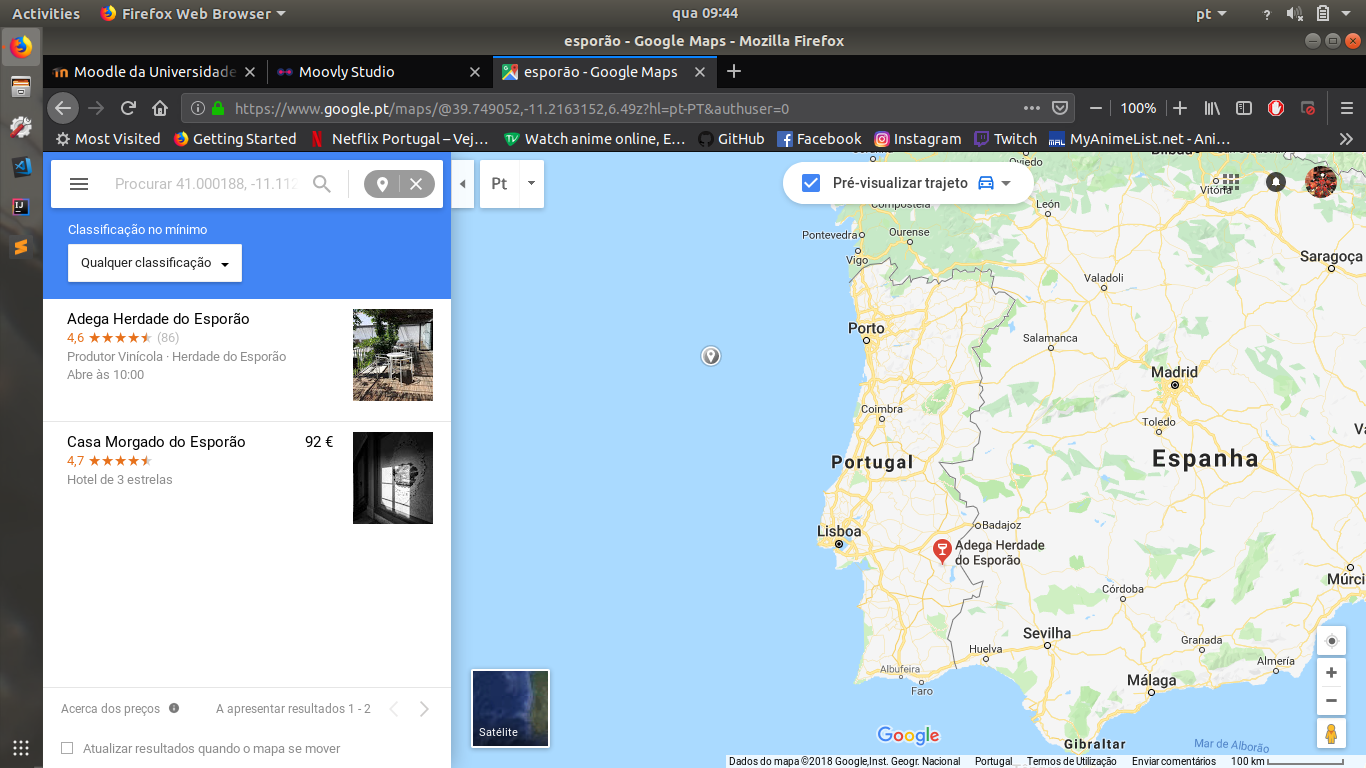 Activities
Firefox Web Browser
qua 09:44
pt
esporão - Google Maps - Mozilla Firefox
Moodle da Universidade
Moovly Studio
esporão - Google Maps
https://www.google.pt/maps/@39.749052,-11.2163152,6.49z?hl=pt-PT&authuser=0
100%
Most Visited
Getting Started
Netflix Portugal – Vej…
Watch anime online, E…
GitHub
Facebook
Instagram
Twitch
MyAnimeList.net - Ani…
Procurar 41.000188, -11.112
Pt
Pré-visualizar trajeto
Classificação no mínimo
Qualquer classificação
Adega Herdade do Esporão
4,6 (86)
Produtor Vinícola · Herdade do Esporão
Abre às 10:00
Casa Morgado do Esporão 92 €
4,7
Hotel de 3 estrelas
Acerca dos preços
A apresentar resultados 1 - 2
Atualizar resultados quando o mapa se mover
Satélite
Oviedo
Compostela
León
Vitória
Pontevedra
Ourense
Vigo
Saragoça
Valadoli
Porto
Salamanca
Madrid
Coimbra
Toledo
Portugal
Espanha
Badajoz
Lisboa
Adega Herdade
do Esporão
Múrci
Córdoba
Sevilha
Granada
Huelva
Almería
Albufeira
Faro
Málaga
Google
Gibraltar
Mar de Alborão
Dados do mapa ©2018 Google,Inst. Geogr. Nacional
Portugal
Termos de Utilização
Enviar comentários
100 km